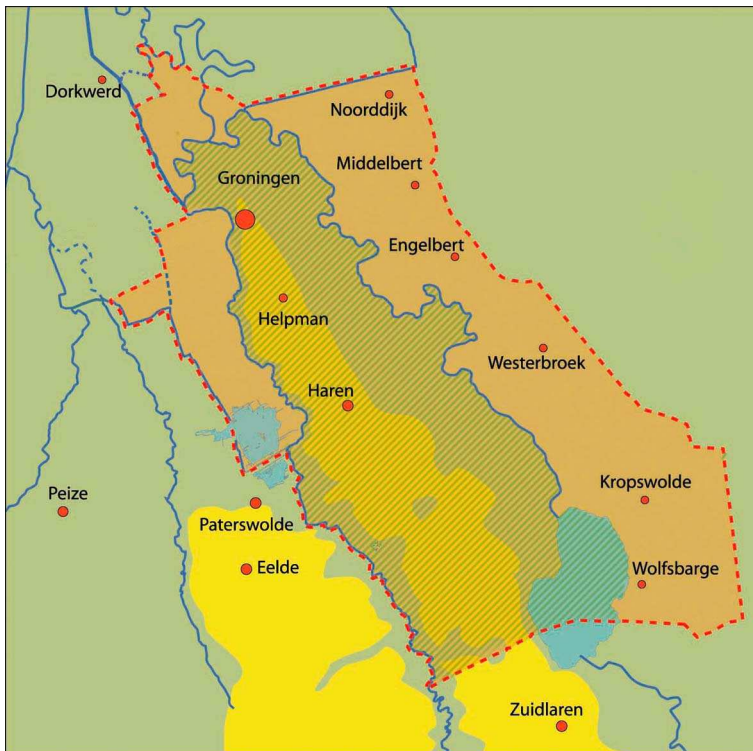 Dorkwerd
Noorddijk
Middelbert
Groningen
Engelbert
Helpman
Westerbroek
Haren
Peize
Paterswolde
Kropswolde
Eelde
Wolfsbarge
Zuidlaren